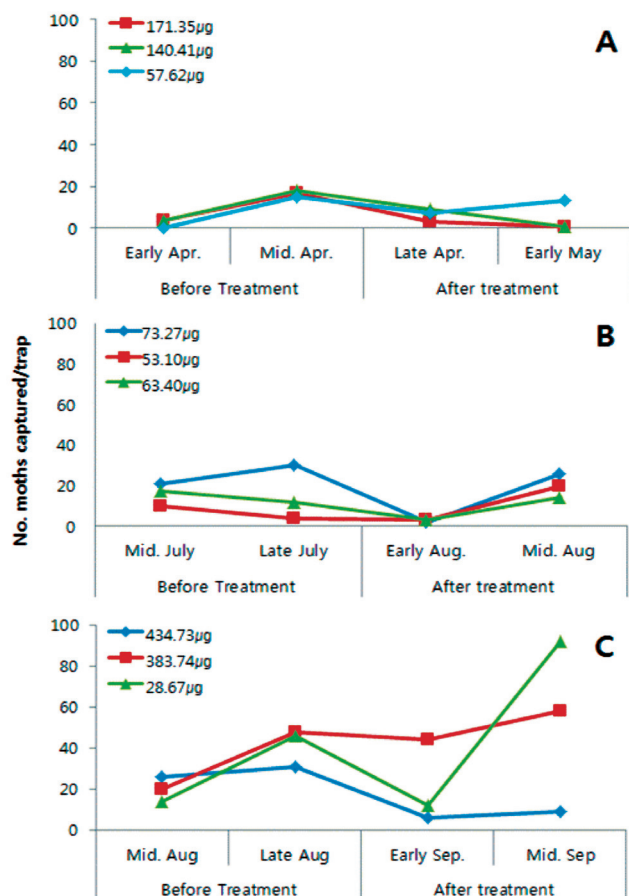 No. moths captured/trap
A
171.35µg
140.41µg
57.62µg
100
80
60
40
20
0
Early Apr. Mid. Apr. Late Apr. Early May
Before Treatment After treatment
B
73.27µg
53.10µg
63.40µg
100
80
60
40
20
0
Mid. July Late July Early Aug. Mid. Aug
Before Treatment After treatment
C
434.73µg
383.74µg
28.67µg
100
80
60
40
20
0
Mid. Aug Late Aug Early Sep. Mid. Sep
Before Treatment After treatment